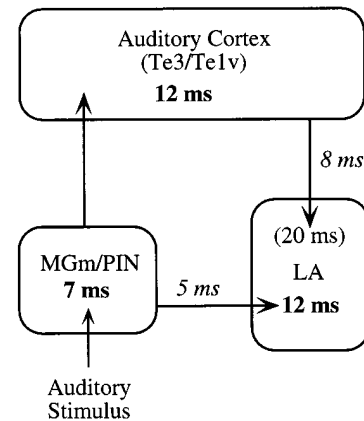 Auditory Cortex
(Te3/Te1v)
12 ms
8 ms
(20 ms)
LA
12 ms
MGm/PIN
7 ms
5 ms
Auditory
Stimulus